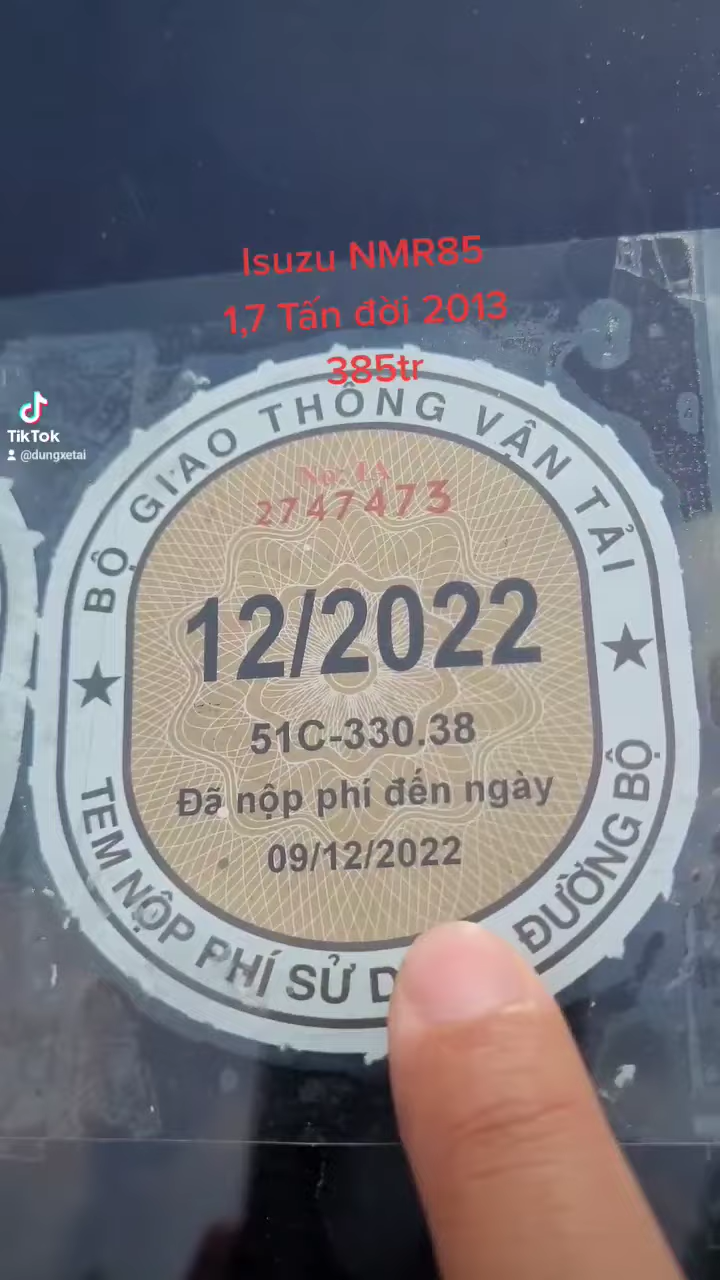 Isuzu NMR85
1,7 Tấn đời 2013
385tr
TikTok
@dungxetai
BỘ GIAO THÔNG VẬN TẢI
2747473
12/2022
51C-330.38
Đã nộp phí đến ngày
09/12/2022
TEM NỘP PHÍ SỬ ĐƯỜNG BỘ